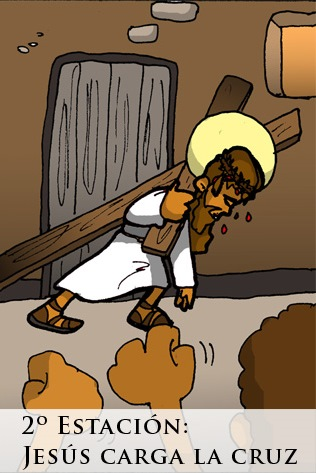 2º Estación:
Jesús carga la cruz